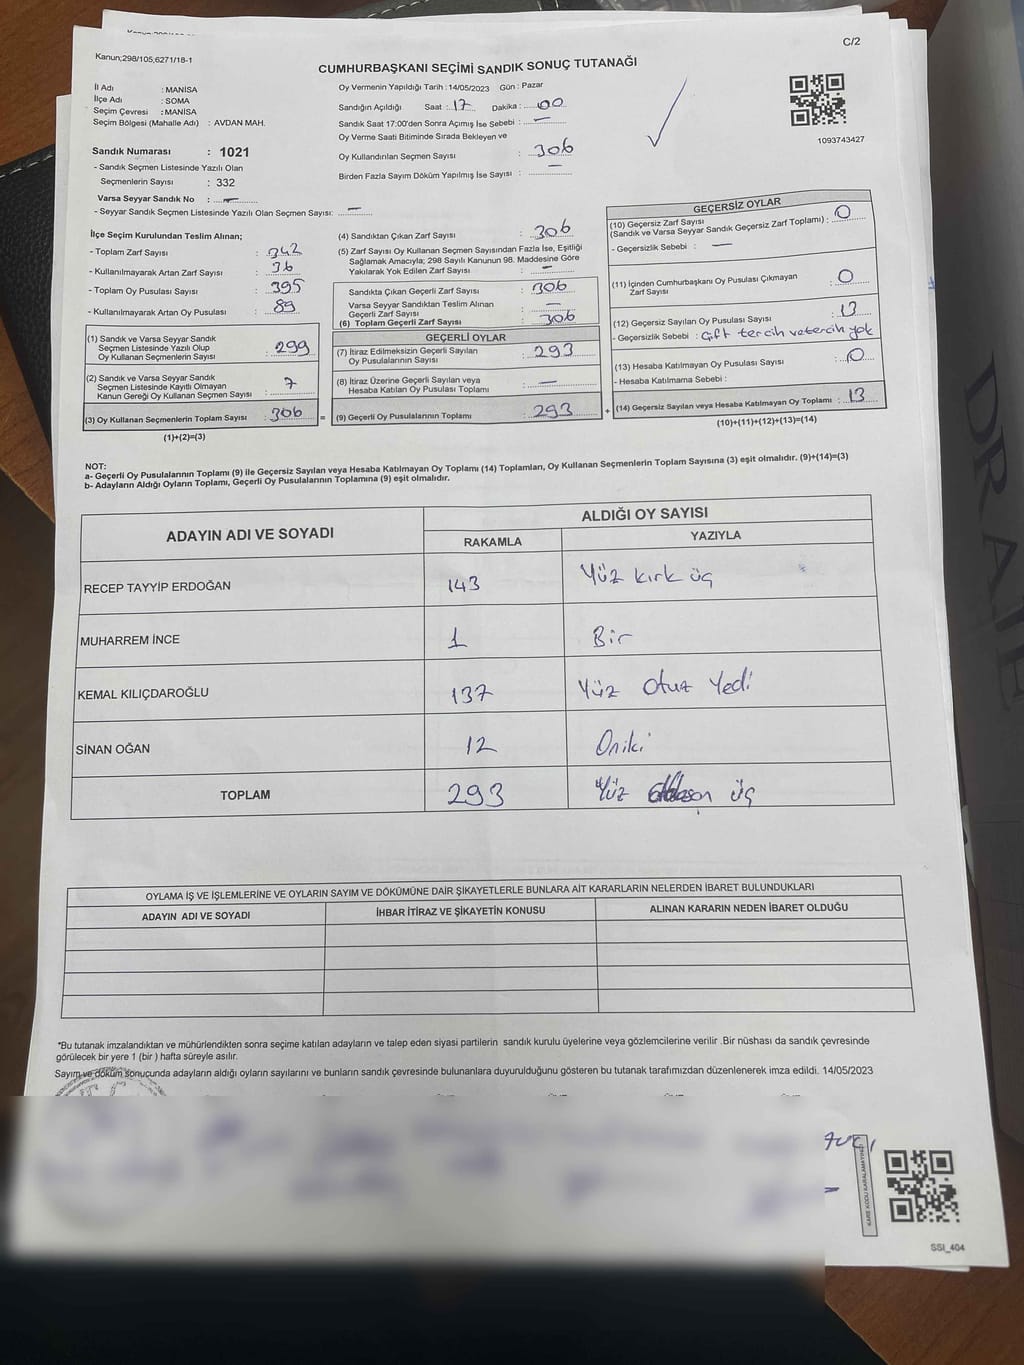 Kanun;298/105,6271/18-1
C/2
CUMHURBAŞKANI SEÇİMİ SANDIK SONUÇ TUTANAĞI
İl Adı : MANİSA
İlçe Adı : SOMA
Seçim Çevresi : MANİSA
Seçim Bölgesi (Mahalle Adı) : AVDAN MAH.
Sandık Numarası : 1021
- Sandık Seçmen Listesinde Yazılı Olan
Seçmenlerin Sayısı : 332
Varsa Seyyar Sandık No : —
- Seyyar Sandık Seçmen Listesinde Yazılı Olan Seçmen Sayısı: —
Oy Vermenin Yapıldığı Tarih : 14/05/2023 Gün : Pazar
Sandığın Açıldığı Saat : 17 Dakika : 00
Sandık Saat 17:00'den Sonra Açımış İse Sebebi : —
Oy Verme Saati Bitiminde Sırada Bekleyen ve
Oy Kullandırılan Seçmen Sayısı : 306
Birden Fazla Sayım Döküm Yapılmış İse Sayısı : —
1093743427
İlçe Seçim Kurulundan Teslim Alınan;
- Toplam Zarf Sayısı : 342
- Kullanılmayarak Artan Zarf Sayısı : 36
- Toplam Oy Pusulası Sayısı : 395
- Kullanılmayarak Artan Oy Pusulası : 89
(1) Sandık ve Varsa Seyyar Sandık
Seçmen Listesinde Yazılı Olup
Oy Kullanan Seçmenlerin Sayısı : 299
(2) Sandık ve Varsa Seyyar Sandık
Seçmen Listesinde Kayıtlı Olmayan
Kanun Gereği Oy Kullanan Seçmen Sayısı : 7
(3) Oy Kullanan Seçmenlerin Toplam Sayısı : 306 =
(1)+(2)=(3)
(4) Sandıktan Çıkan Zarf Sayısı : 306
(5) Zarf Sayısı Oy Kullanan Seçmen Sayısından Fazla İse, Eşitliği
Sağlamak Amacıyla; 298 Sayılı Kanunun 98. Maddesine Göre
Yakılarak Yok Edilen Zarf Sayısı : —
Sandıkta Çıkan Geçerli Zarf Sayısı : 306
Varsa Seyyar Sandıktan Teslim Alınan
Geçerli Zarf Sayısı : —
(6) Toplam Geçerli Zarf Sayısı : 306
GEÇERLİ OYLAR
(7) İtiraz Edilmeksizin Geçerli Sayılan
Oy Pusulalarının Sayısı : 293
(8) İtiraz Üzerine Geçerli Sayılan veya
Hesaba Katılan Oy Pusulaları Toplamı : —
(9) Geçerli Oy Pusulalarının Toplamı : 293 +
GEÇERSİZ OYLAR
(10) Geçersiz Zarf Sayısı
(Sandık ve Varsa Seyyar Sandık Geçersiz Zarf Toplamı) : 0
- Geçersizlik Sebebi : —
(11) İçinden Cumhurbaşkanı Oy Pusulası Çıkmayan
Zarf Sayısı : 0
(12) Geçersiz Sayılan Oy Pusulası Sayısı : 13
- Geçersizlik Sebebi : Çift tercih vetercih yok
(13) Hesaba Katılmayan Oy Pusulası Sayısı : 0
- Hesaba Katılmama Sebebi :
(14) Geçersiz Sayılan veya Hesaba Katılmayan Oy Toplamı : 13
(10)+(11)+(12)+(13)=(14)
NOT:
a- Geçerli Oy Pusulalarının Toplamı (9) ile Geçersiz Sayılan veya Hesaba Katılmayan Oy Toplamı (14) Toplamları, Oy Kullanan Seçmenlerin Toplam Sayısına (3) eşit olmalıdır. (9)+(14)=(3)
b- Adayların Aldığı Oyların Toplamı, Geçerli Oy Pusulalarının Toplamına (9) eşit olmalıdır.
ADAYIN ADI VE SOYADI
ALDIĞI OY SAYISI
RAKAMLA YAZIYLA
RECEP TAYYİP ERDOĞAN 143 Yüz kırk üç
MUHARREM İNCE 1 Bir
KEMAL KILIÇDAROĞLU 137 Yüz Otuz Yedi
SİNAN OĞAN 12 Oniki
TOPLAM 293 Yüz üç
OYLAMA İŞ VE İŞLEMLERİNE VE OYLARIN SAYIM VE DÖKÜMÜNE DAİR ŞİKAYETLERLE BUNLARA AİT KARARLARIN NELERDEN İBARET BULUNDUKLARI
ADAYIN ADI VE SOYADI İHBAR İTİRAZ VE ŞİKAYETİN KONUSU ALINAN KARARIN NEDEN İBARET OLDUĞU
*Bu tutanak imzalandıktan ve mühürlendikten sonra seçime katılan adayların ve talep eden siyasi partilerin sandık kurulu üyelerine veya gözlemcilerine verilir .Bir nüshası da sandık çevresinde
görülecek bir yere 1 (bir ) hafta süreyle asılır.
Sayım ve döküm sonucunda adayların aldığı oyların sayılarını ve bunların sandık çevresinde bulunanlara duyurulduğunu gösteren bu tutanak tarafımızdan düzenlenerek imza edildi. 14/05/2023
KARE KODU KARALAMAYINIZ
SSI_404